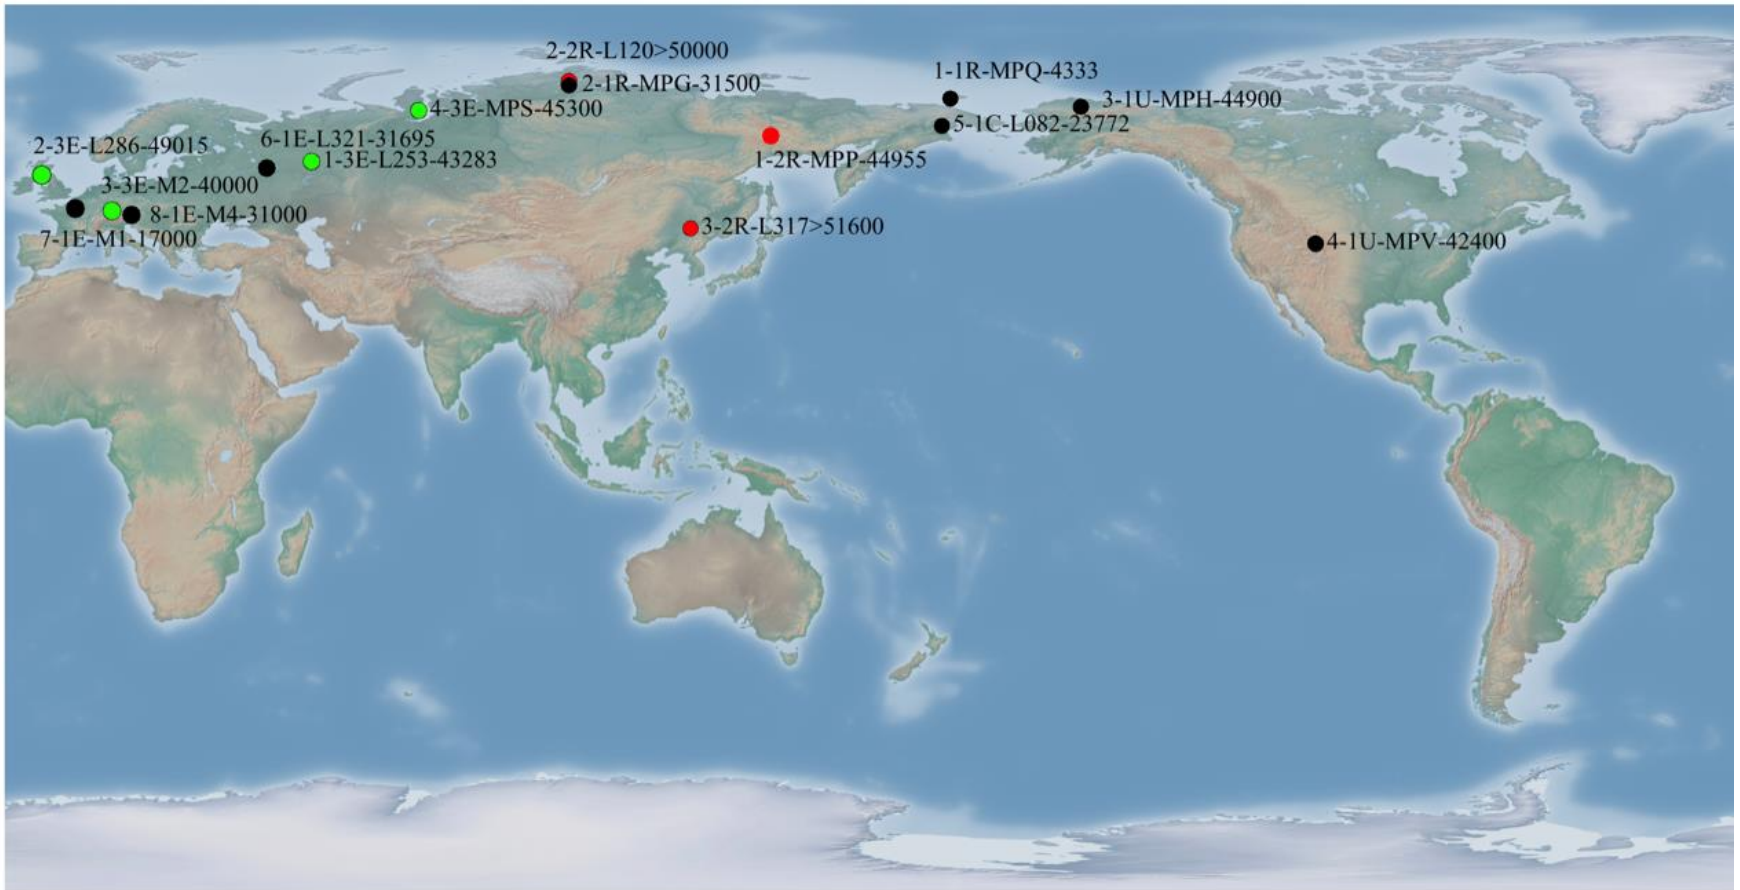 2-2R-L120>50000
1-1R-MPQ-4333
2-1R-MPG-31500
3-1U-MPH-44900
4-3E-MPS-45300
5-1C-L082-23772
6-1E-L321-31695
2-3E-L286-49015
1-3E-L253-43283
1-2R-MPP-44955
3-3E-M2-40000
8-1E-M4-31000
3-2R-L317>51600
7-1E-M1-17000
4-1U-MPV-42400